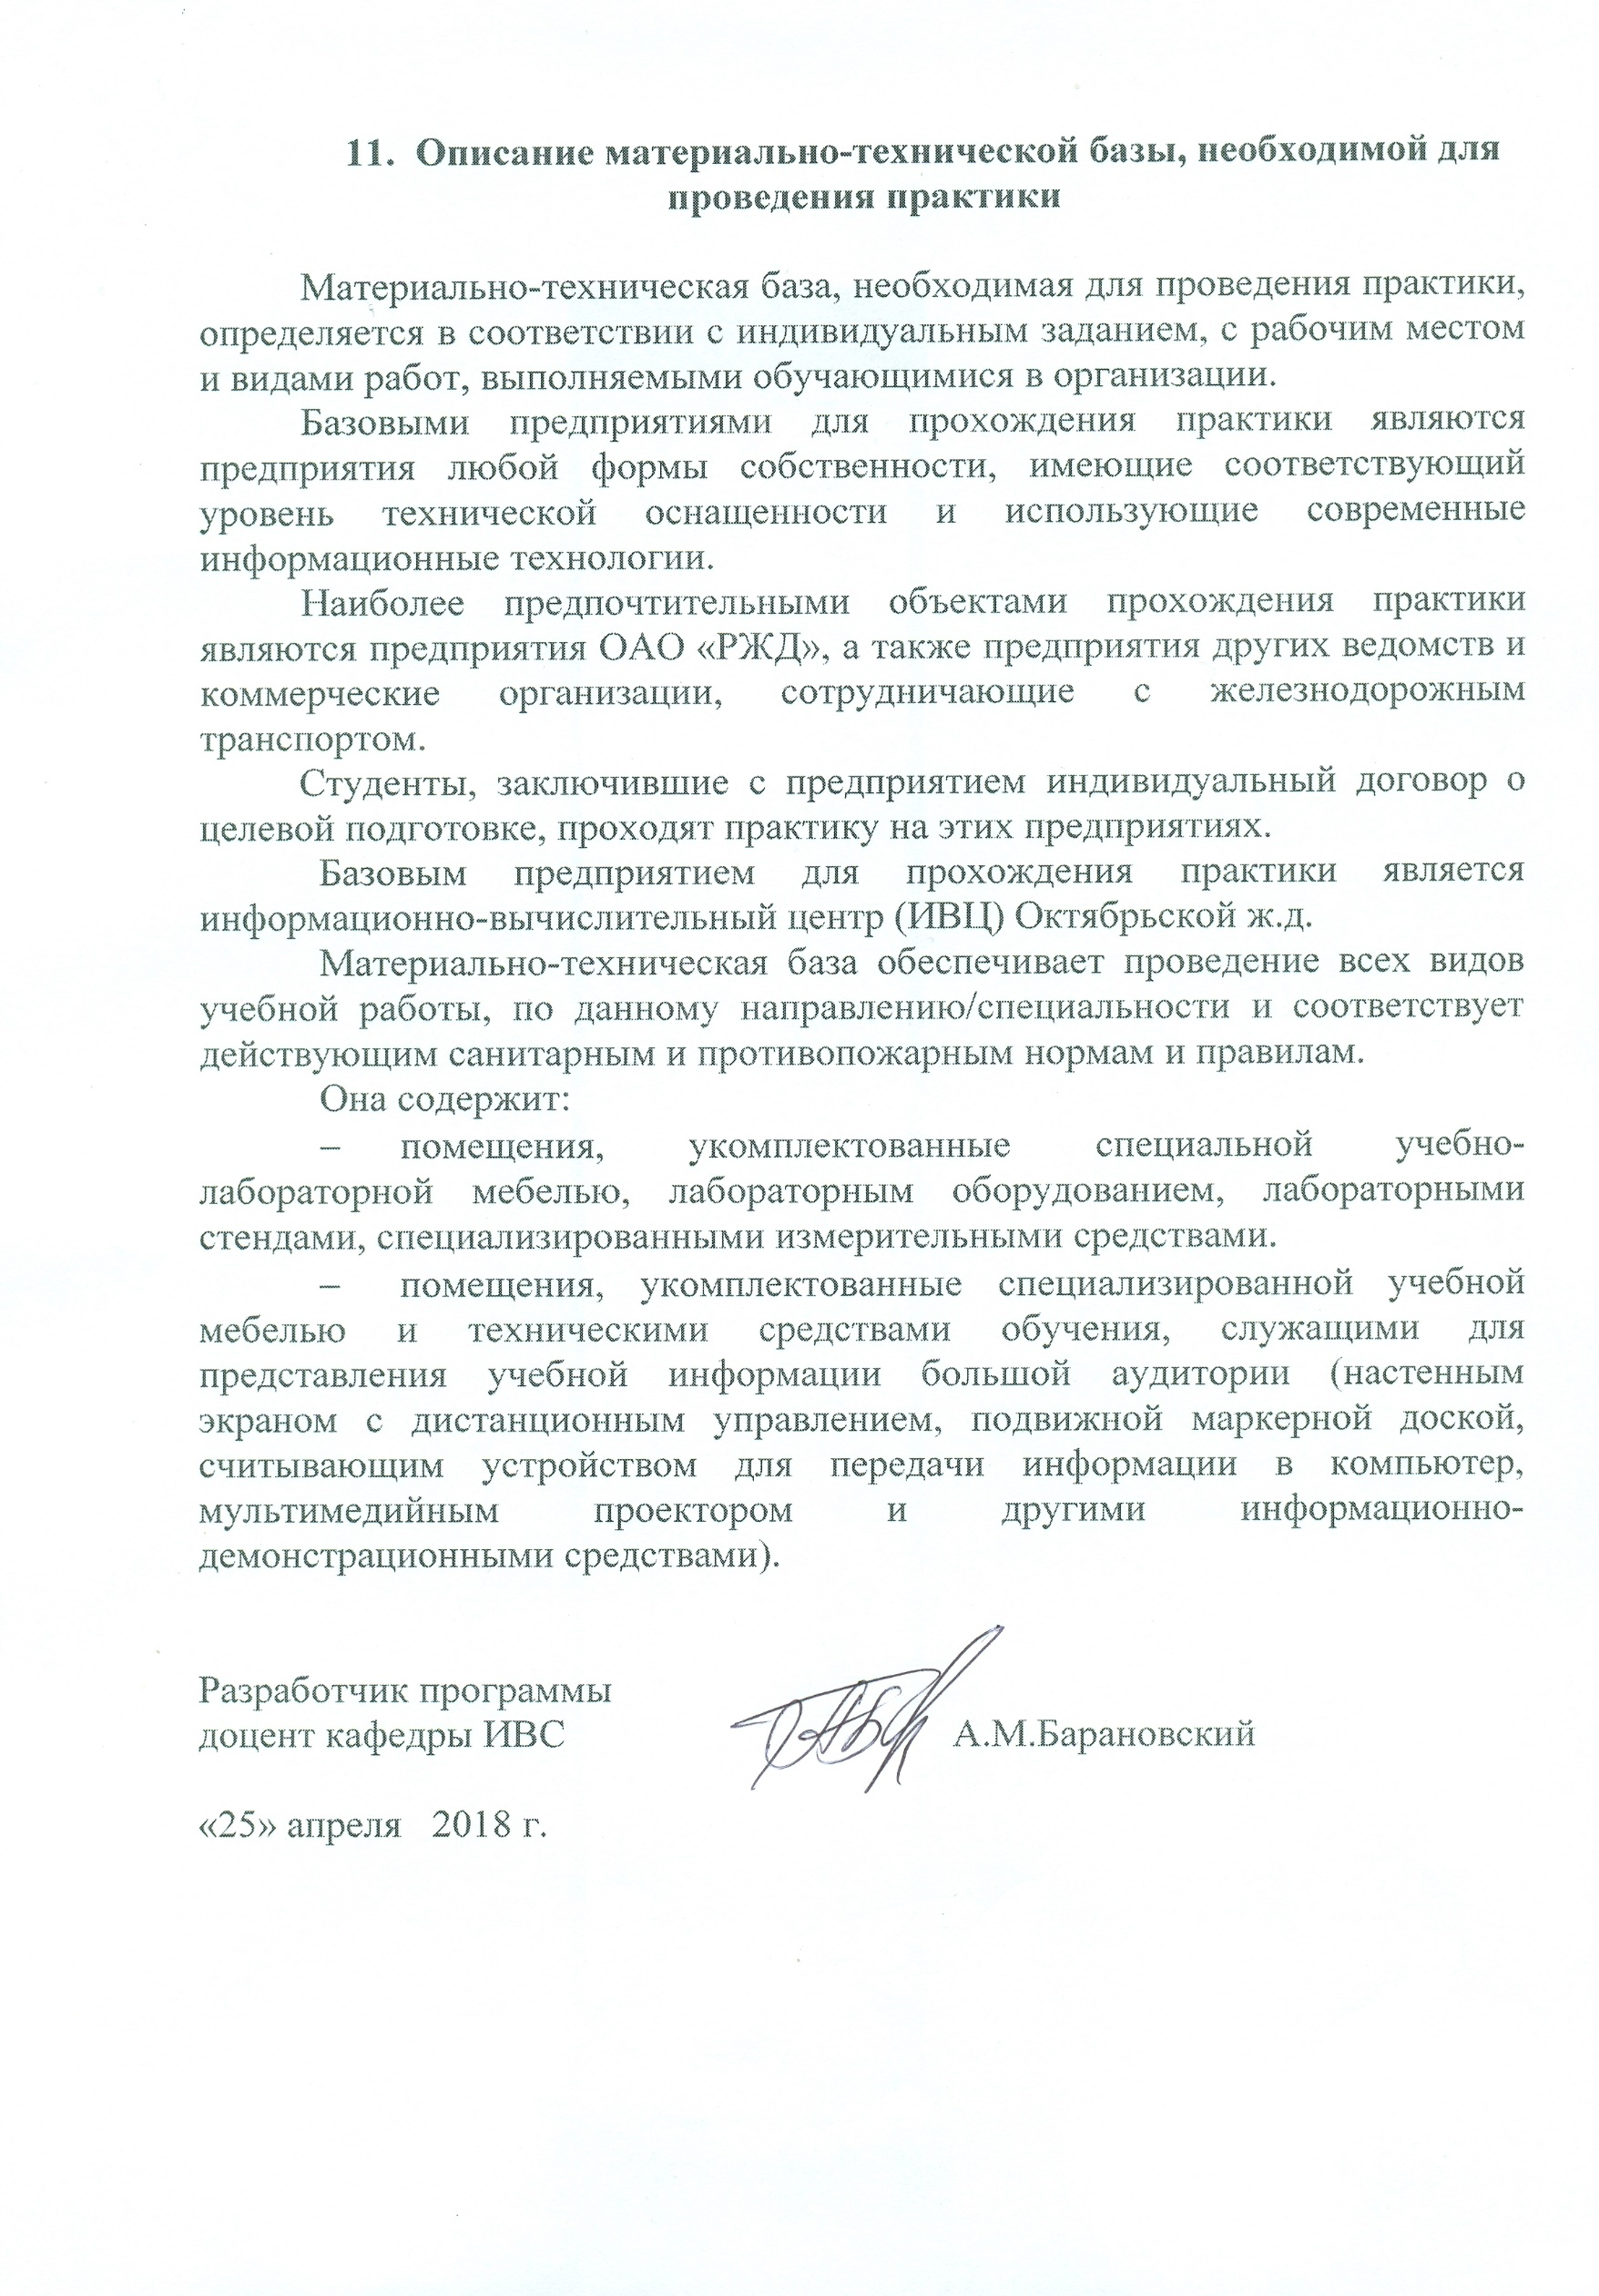 11. Описание материально-технической базы, необходимой для
проведения практики
Материально-техническая база, необходимая для проведения практики,
определяется в соответствии с индивидуальным заданием, с рабочим местом
и видами работ, выполняемыми обучающимися в организации.
Базовыми предприятиями для прохождения практики являются
предприятия любой формы собственности, имеющие соответствующий
уровень технической оснащенности и использующие современные
информационные технологии.
Наиболее предпочтительными объектами прохождения практики
являются предприятия ОАО «РЖД», а также предприятия других ведомств и
коммерческие организации, сотрудничающие с железнодорожным
транспортом.
Студенты, заключившие с предприятием индивидуальный договор о
целевой подготовке, проходят практику на этих предприятиях.
Базовым предприятием для прохождения практики является
информационно-вычислительный центр (ИВЦ) Октябрьской ж.д.
Материально-техническая база обеспечивает проведение всех видов
учебной работы, по данному направлению/специальности и соответствует
действующим санитарным и противопожарным нормам и правилам.
Она содержит:
– помещения, укомплектованные специальной учебно-
лабораторной мебелью, лабораторным оборудованием, лабораторными
стендами, специализированными измерительными средствами.
– помещения, укомплектованные специализированной учебной
мебелью и техническими средствами обучения, служащими для
представления учебной информации большой аудитории (настенным
экраном с дистанционным управлением, подвижной маркерной доской,
считывающим устройством для передачи информации в компьютер,
мультимедийным проектором и другими информационно-
демонстрационными средствами).
Разработчик программы
доцент кафедры ИВС А.М.Барановский
«25» апреля 2018 г.